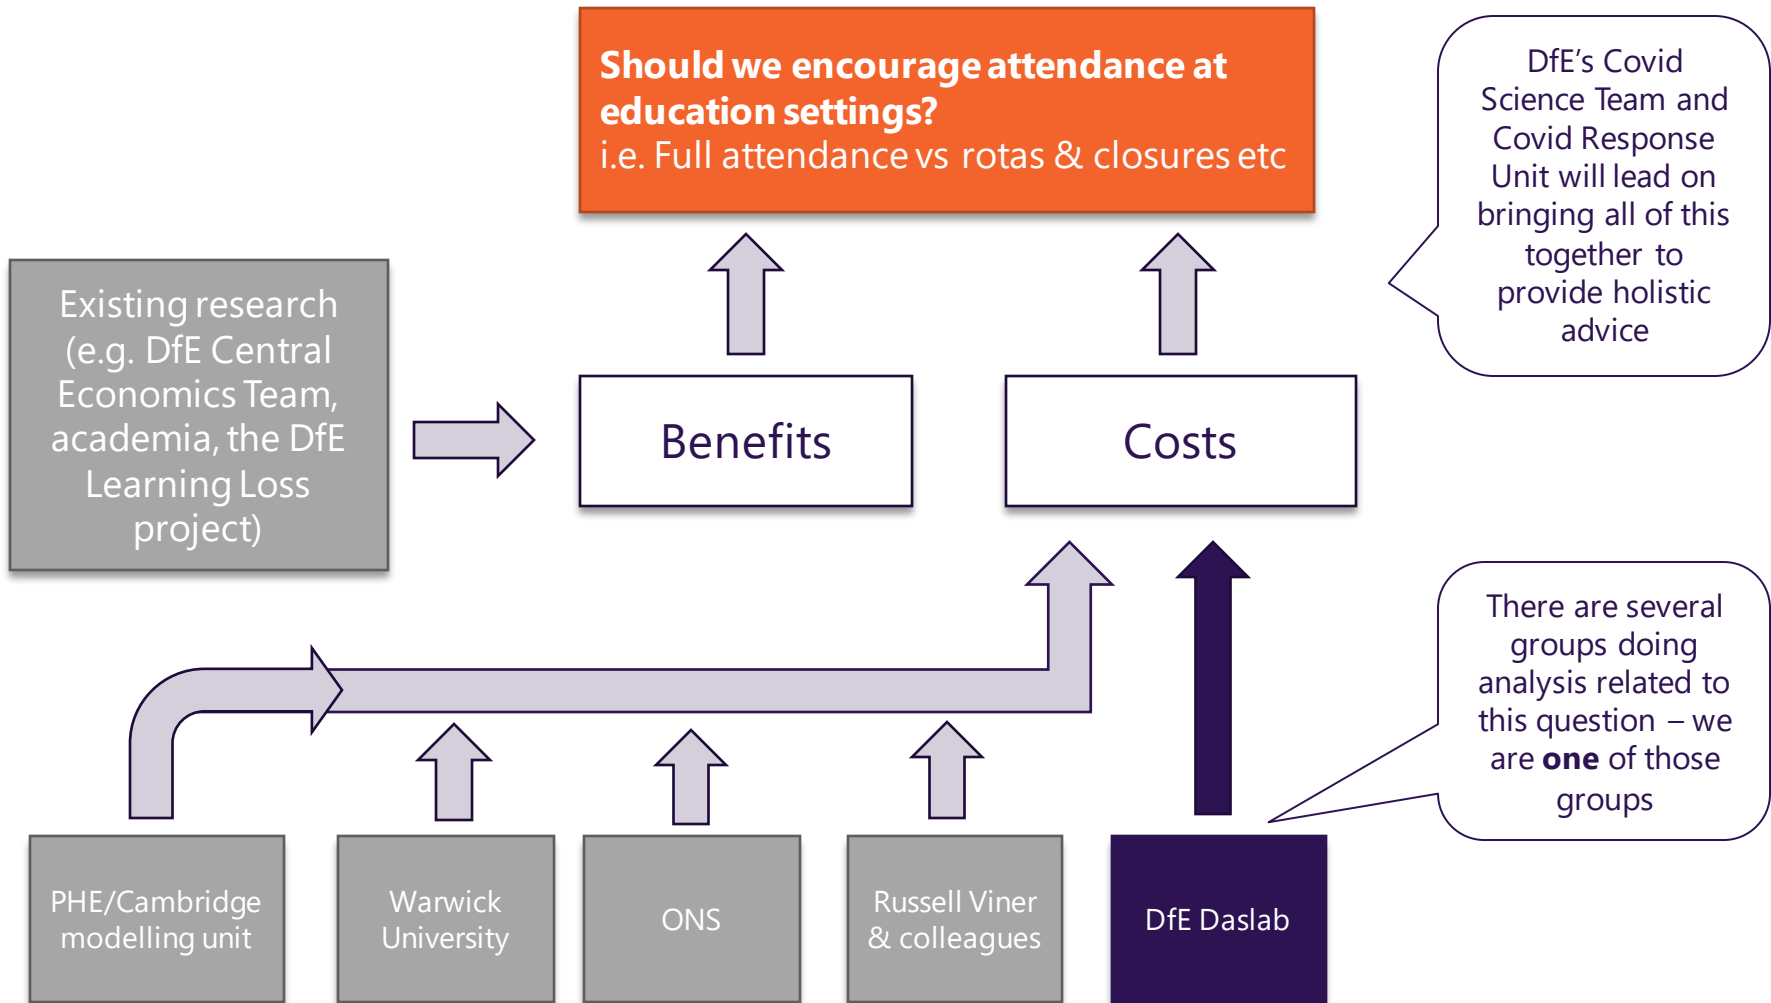 Should we encourage attendance at
education settings?
i.e. Full attendance vs rotas & closures etc
DfE's Covid
Science Team and
Covid Response
Unit will lead on
bringing all of this
together to
provide holistic
advice
Existing research
(e.g. DfE Central
Economics Team,
academia, the DfE
Learning Loss
project)
Benefits
Costs
There are several
groups doing
analysis related to
this question – we
are one of those
groups
PHE/Cambridge
modelling unit
Warwick
University
ONS
Russell Viner
& colleagues
DfE Daslab